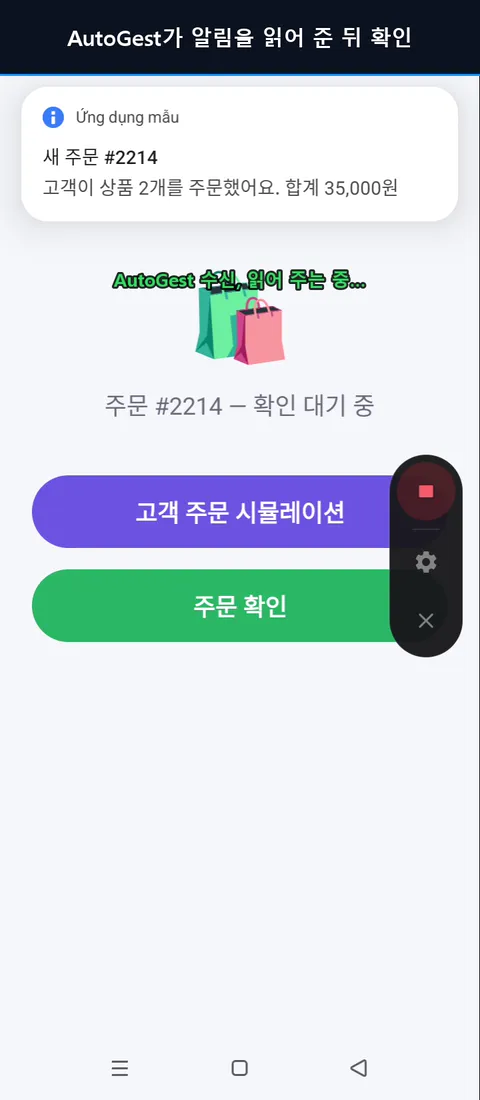 AutoGest가 알림을 읽어 준 뒤 확인
Ứng dụng mẫu
새 주문 #2214
고객이 상품 2개를 주문했어요. 합계 35,000원
AutoGest 수신, 읽어 주는 중...
주문 #2214 — 확인 대기 중
고객 주문 시뮬레이션
주문 확인